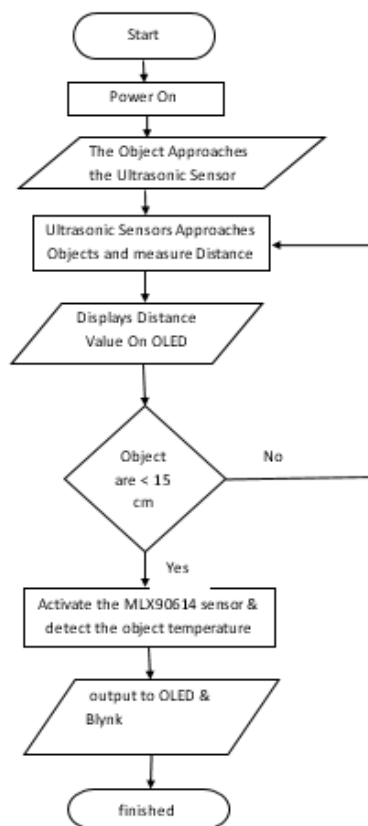 Start
Power On
The Object Approaches
the Ultrasonic Sensor
Ultrasonic Sensors Approaches
Objects and measure Distance
Displays Distance
Value On OLED
Object
are < 15
cm
No
Yes
Activate the MLX90614 sensor &
detect the object temperature
output to OLED &
Blynk
finished